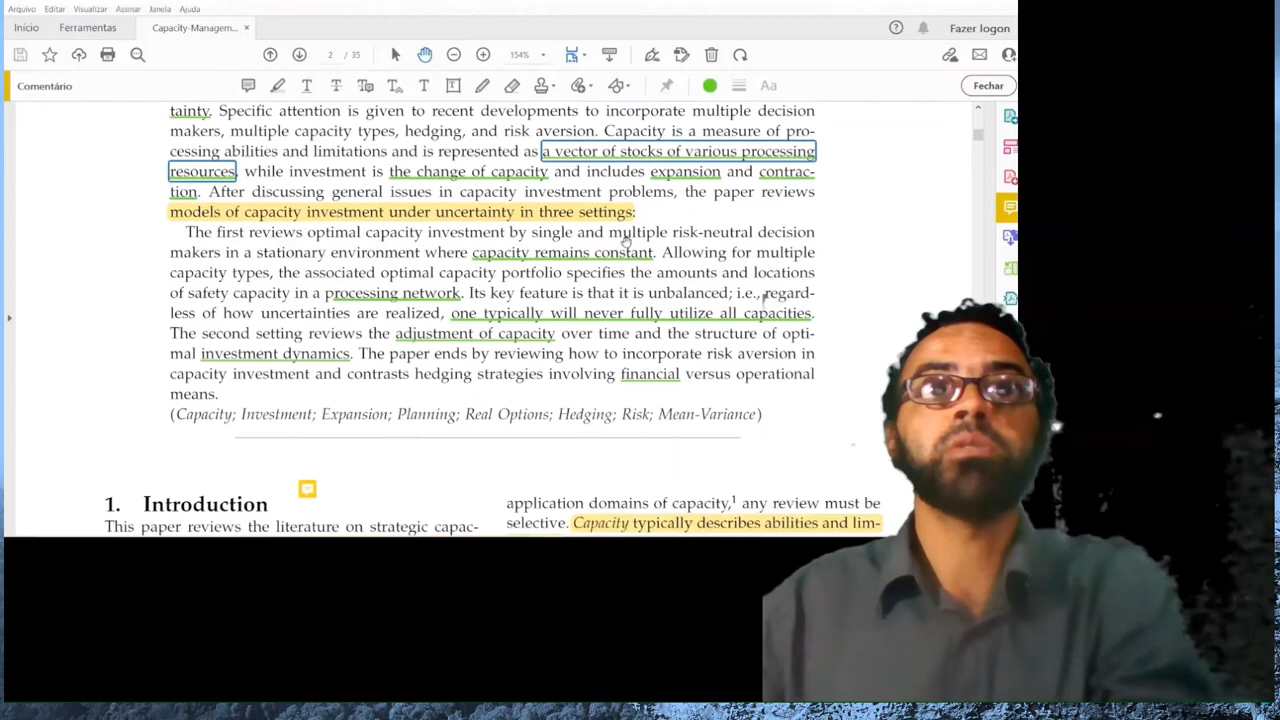 Arquivo Editar Visualizar Assinar Janela Ajuda
Início Ferramentas Capacity-Managem... × Fazer logon
2 / 35 154%
Comentário Aa Fechar
tainty. Specific attention is given to recent developments to incorporate multiple decision
makers, multiple capacity types, hedging, and risk aversion. Capacity is a measure of pro-
cessing abilities and limitations and is represented as a vector of stocks of various processing
resources, while investment is the change of capacity and includes expansion and contrac-
tion. After discussing general issues in capacity investment problems, the paper reviews
models of capacity investment under uncertainty in three settings:
The first reviews optimal capacity investment by single and multiple risk-neutral decision
makers in a stationary environment where capacity remains constant. Allowing for multiple
capacity types, the associated optimal capacity portfolio specifies the amounts and locations
of safety capacity in a processing network. Its key feature is that it is unbalanced; i.e., regard-
less of how uncertainties are realized, one typically will never fully utilize all capacities.
The second setting reviews the adjustment of capacity over time and the structure of opti-
mal investment dynamics. The paper ends by reviewing how to incorporate risk aversion in
capacity investment and contrasts hedging strategies involving financial versus operational
means.
(Capacity; Investment; Expansion; Planning; Real Options; Hedging; Risk; Mean-Variance)
1. Introduction
This paper reviews the literature on strategic capac-
application domains of capacity,¹ any review must be
selective. Capacity typically describes abilities and lim-